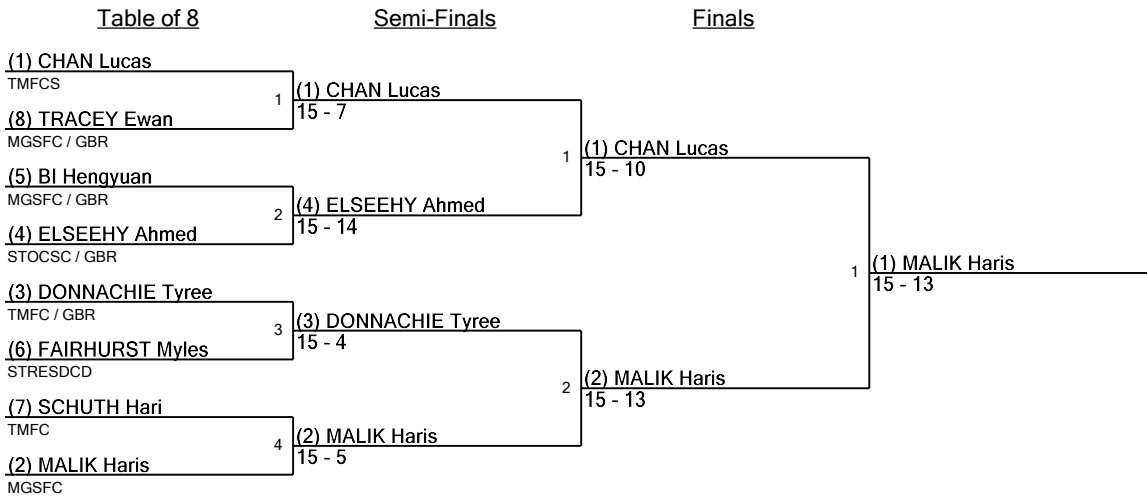 Table of 8
Semi-Finals
Finals
(1) CHAN Lucas
TMFCS
1
(1) CHAN Lucas
15 - 7
(8) TRACEY Ewan
MGSFC / GBR
1
(1) CHAN Lucas
15 - 10
(5) BI Hengyuan
MGSFC / GBR
2
(4) ELSEEHY Ahmed
15 - 14
(4) ELSEEHY Ahmed
STOCSC / GBR
1
(1) MALIK Haris
15 - 13
(3) DONNACHIE Tyree
TMFC / GBR
3
(3) DONNACHIE Tyree
15 - 4
(6) FAIRHURST Myles
STRESDCD
2
(2) MALIK Haris
15 - 13
(7) SCHUTH Hari
TMFC
4
(2) MALIK Haris
15 - 5
(2) MALIK Haris
MGSFC